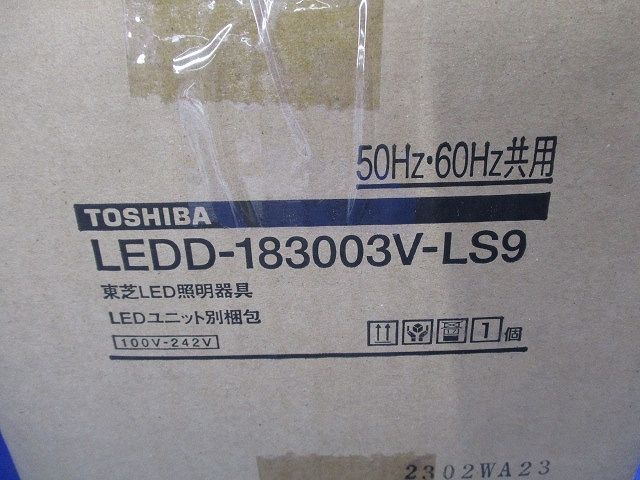 50Hz・60Hz共用
TOSHIBA
LEDD-183003V-LS9
東芝LED照明器具
LEDユニット別梱包
100V-242V
1個
2302WA23